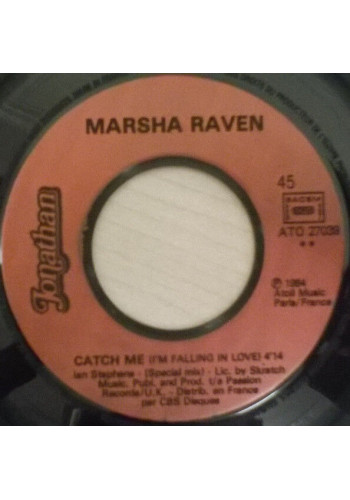 MARSHA RAVEN
45
SACEM
ATO 27039
**
Jonathan
℗ 1984
Atoll Music
Paris/France
CATCH ME (I'M FALLING IN LOVE) 4'14
Ian Stephens - (Special mix) - Lic. by Skratch
Music. Publ. and Prod. t/a Passion
Records/U.K. - Distrib. en France
par CBS Disques